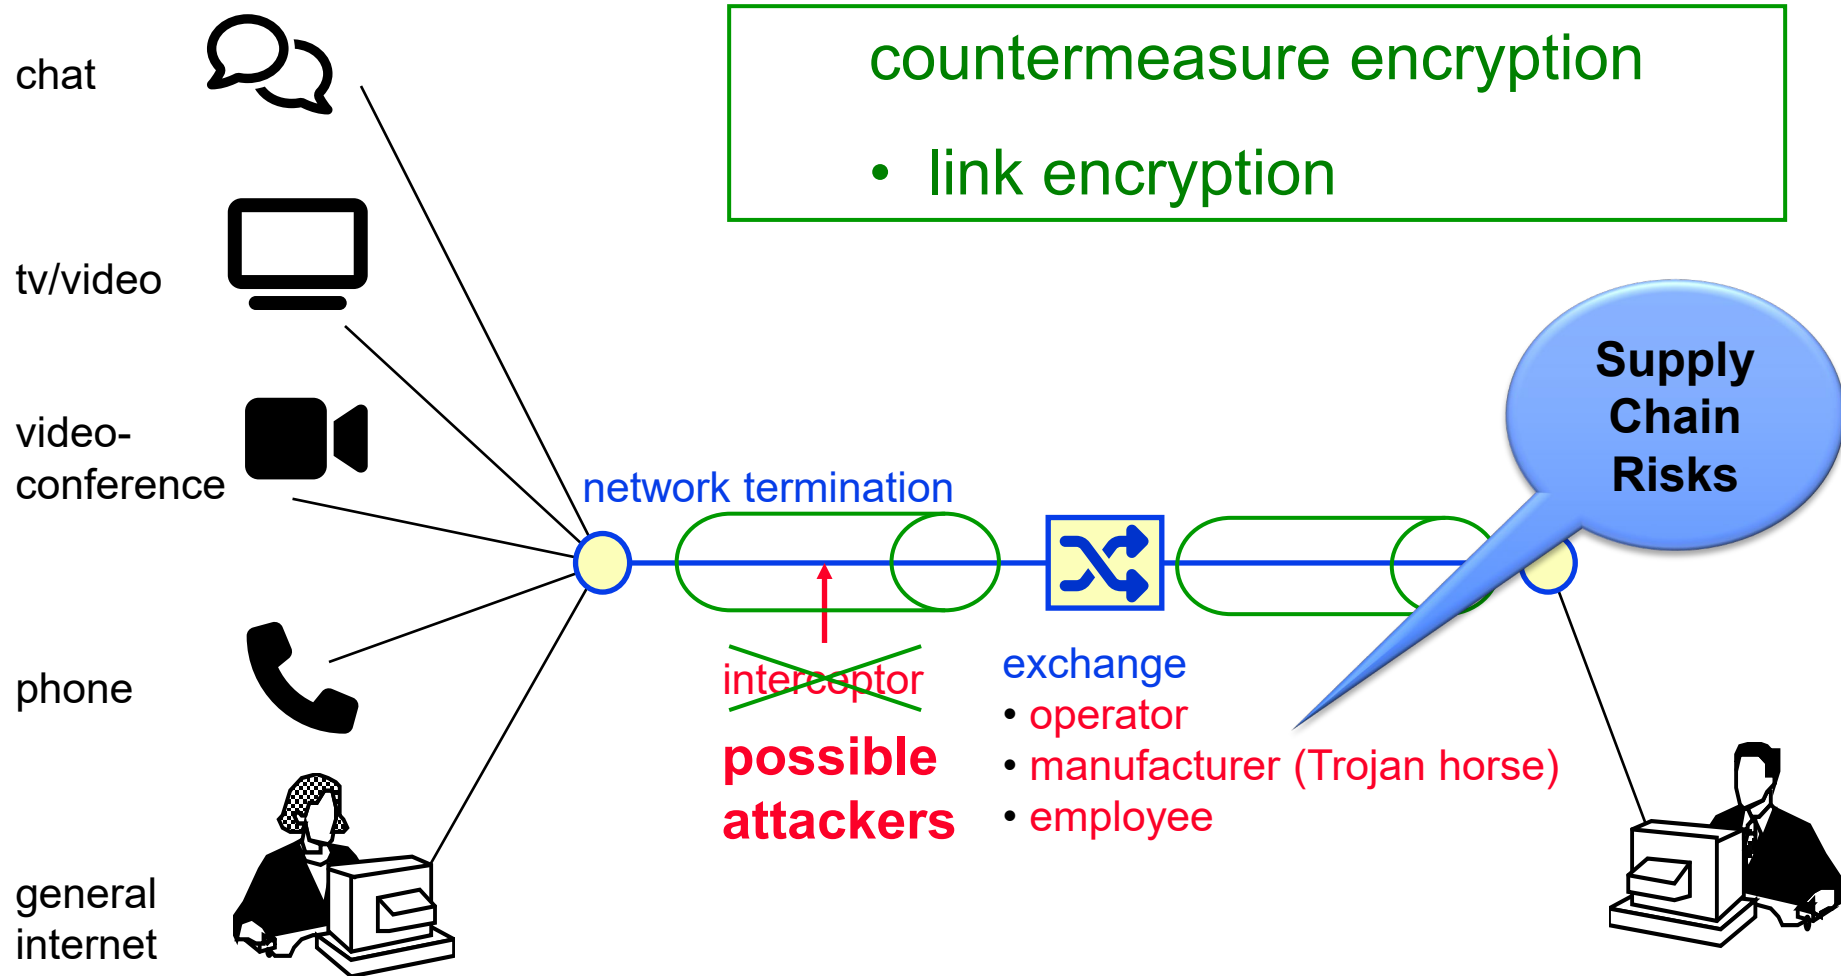 countermeasure encryption
• link encryption
chat
tv/video
video-
conference
phone
general
internet
network termination
interceptor
possible
attackers
exchange
• operator
• manufacturer (Trojan horse)
• employee
Supply
Chain
Risks